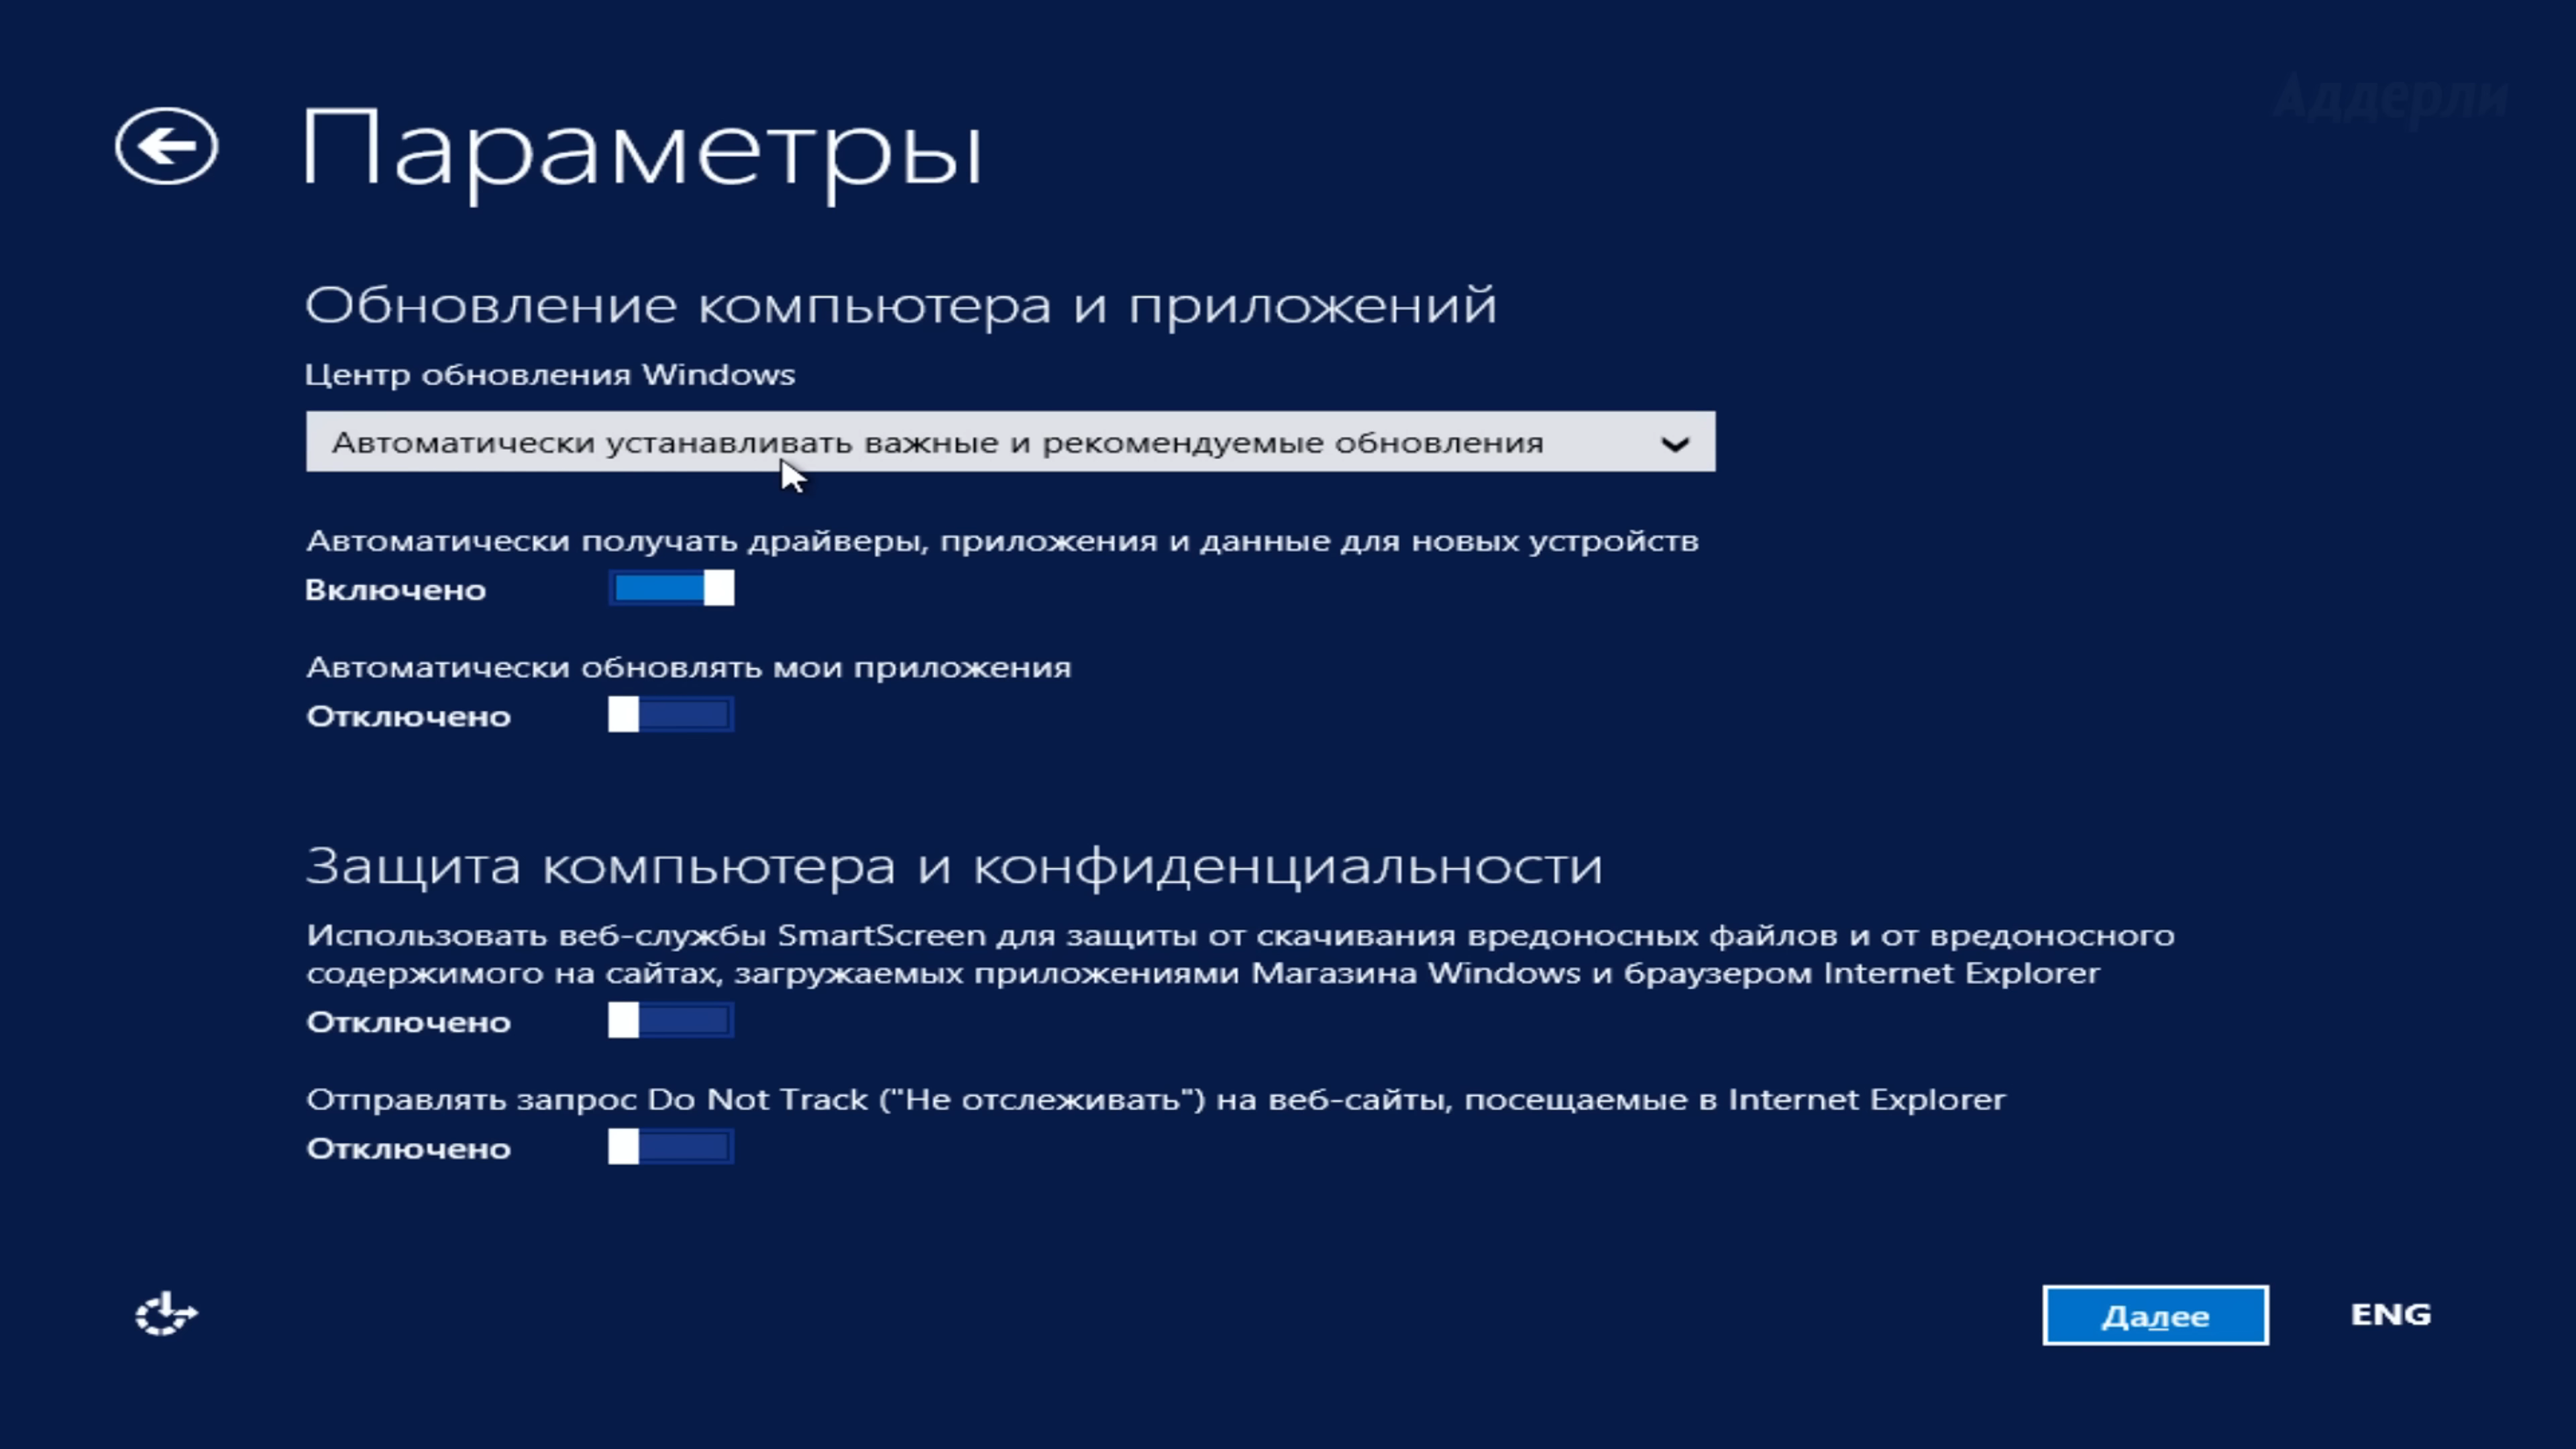 Аддерли
Параметры
Обновление компьютера и приложений
Центр обновления Windows
Автоматически устанавливать важные и рекомендуемые обновления
Автоматически получать драйверы, приложения и данные для новых устройств
Включено
Автоматически обновлять мои приложения
Отключено
Защита компьютера и конфиденциальности
Использовать веб-службы SmartScreen для защиты от скачивания вредоносных файлов и от вредоносного
содержимого на сайтах, загружаемых приложениями Магазина Windows и браузером Internet Explorer
Отключено
Отправлять запрос Do Not Track ("Не отслеживать") на веб-сайты, посещаемые в Internet Explorer
Отключено
Далее
ENG